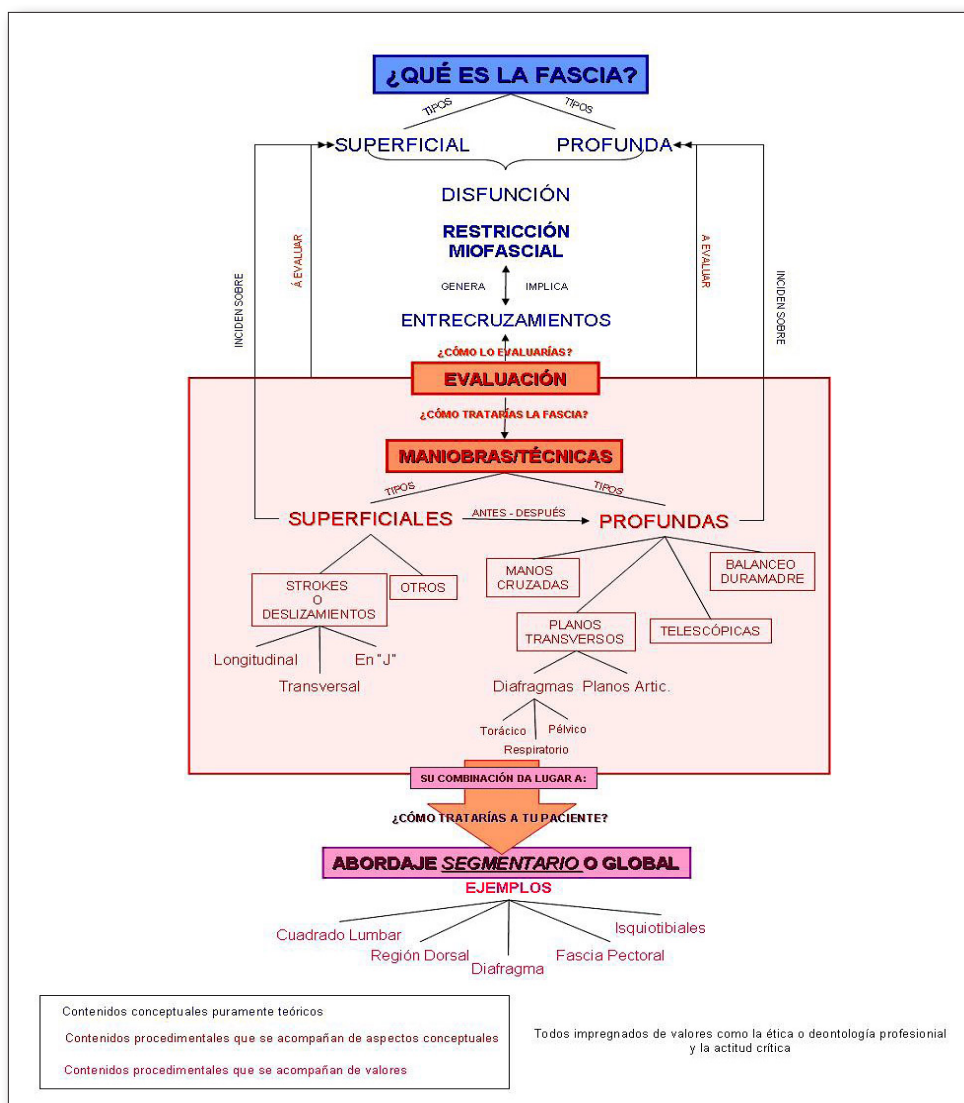 ¿QUÉ ES LA FASCIA?
TIPOS
TIPOS
SUPERFICIAL
PROFUNDA
DISFUNCIÓN
RESTRICCIÓN
MIOFASCIAL
INCIDEN SOBRE
Á EVALUAR
A EVALUAR
INCIDEN SOBRE
GENERA
IMPLICA
ENTRECRUZAMIENTOS
¿CÓMO LO EVALUARÍAS?
EVALUACIÓN
¿CÓMO TRATARÍAS LA FASCIA?
MANIOBRAS/TÉCNICAS
TIPOS
TIPOS
SUPERFICIALES
ANTES - DESPUÉS
PROFUNDAS
STROKES
O
DESLIZAMIENTOS
OTROS
MANOS
CRUZADAS
BALANCEO
DURAMADRE
PLANOS
TRANSVERSOS
TELESCÓPICAS
Longitudinal
En "J"
Transversal
Diafragmas
Planos Artic.
Torácico
Pélvico
Respiratorio
SU COMBINACIÓN DA LUGAR A:
¿CÓMO TRATARÍAS A TU PACIENTE?
ABORDAJE SEGMENTARIO O GLOBAL
EJEMPLOS
Cuadrado Lumbar
Región Dorsal
Diafragma
Fascia Pectoral
Isquiotibiales
Contenidos conceptuales puramente teóricos
Contenidos procedimentales que se acompañan de aspectos conceptuales
Contenidos procedimentales que se acompañan de valores
Todos impregnados de valores como la ética o deontología profesionial
y la actitud crítica